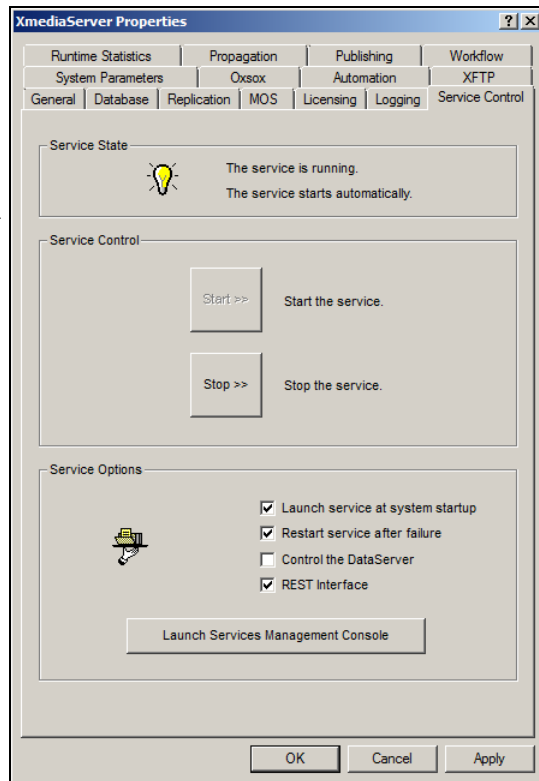 XmediaServer Properties
Runtime Statistics Propagation Publishing Workflow
System Parameters Oxsox Automation XFTP
General Database Replication MOS Licensing Logging Service Control
Service State
The service is running.
The service starts automatically.
Service Control
Start >> Start the service.
Stop >> Stop the service.
Service Options
Launch service at system startup
Restart service after failure
Control the DataServer
REST Interface
Launch Services Management Console
OK Cancel Apply